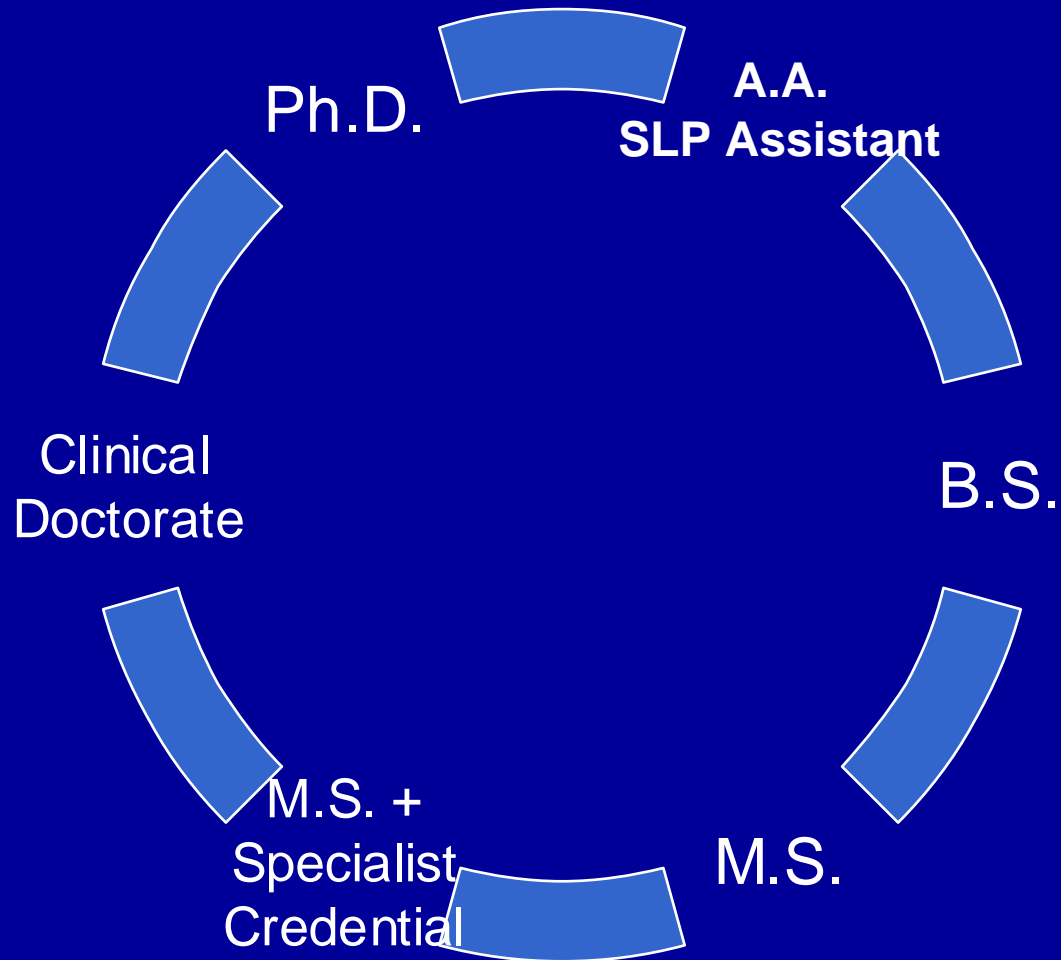 Ph.D.
A.A.
SLP Assistant
Clinical
Doctorate
B.S.
M.S. +
Specialist
Credential
M.S.